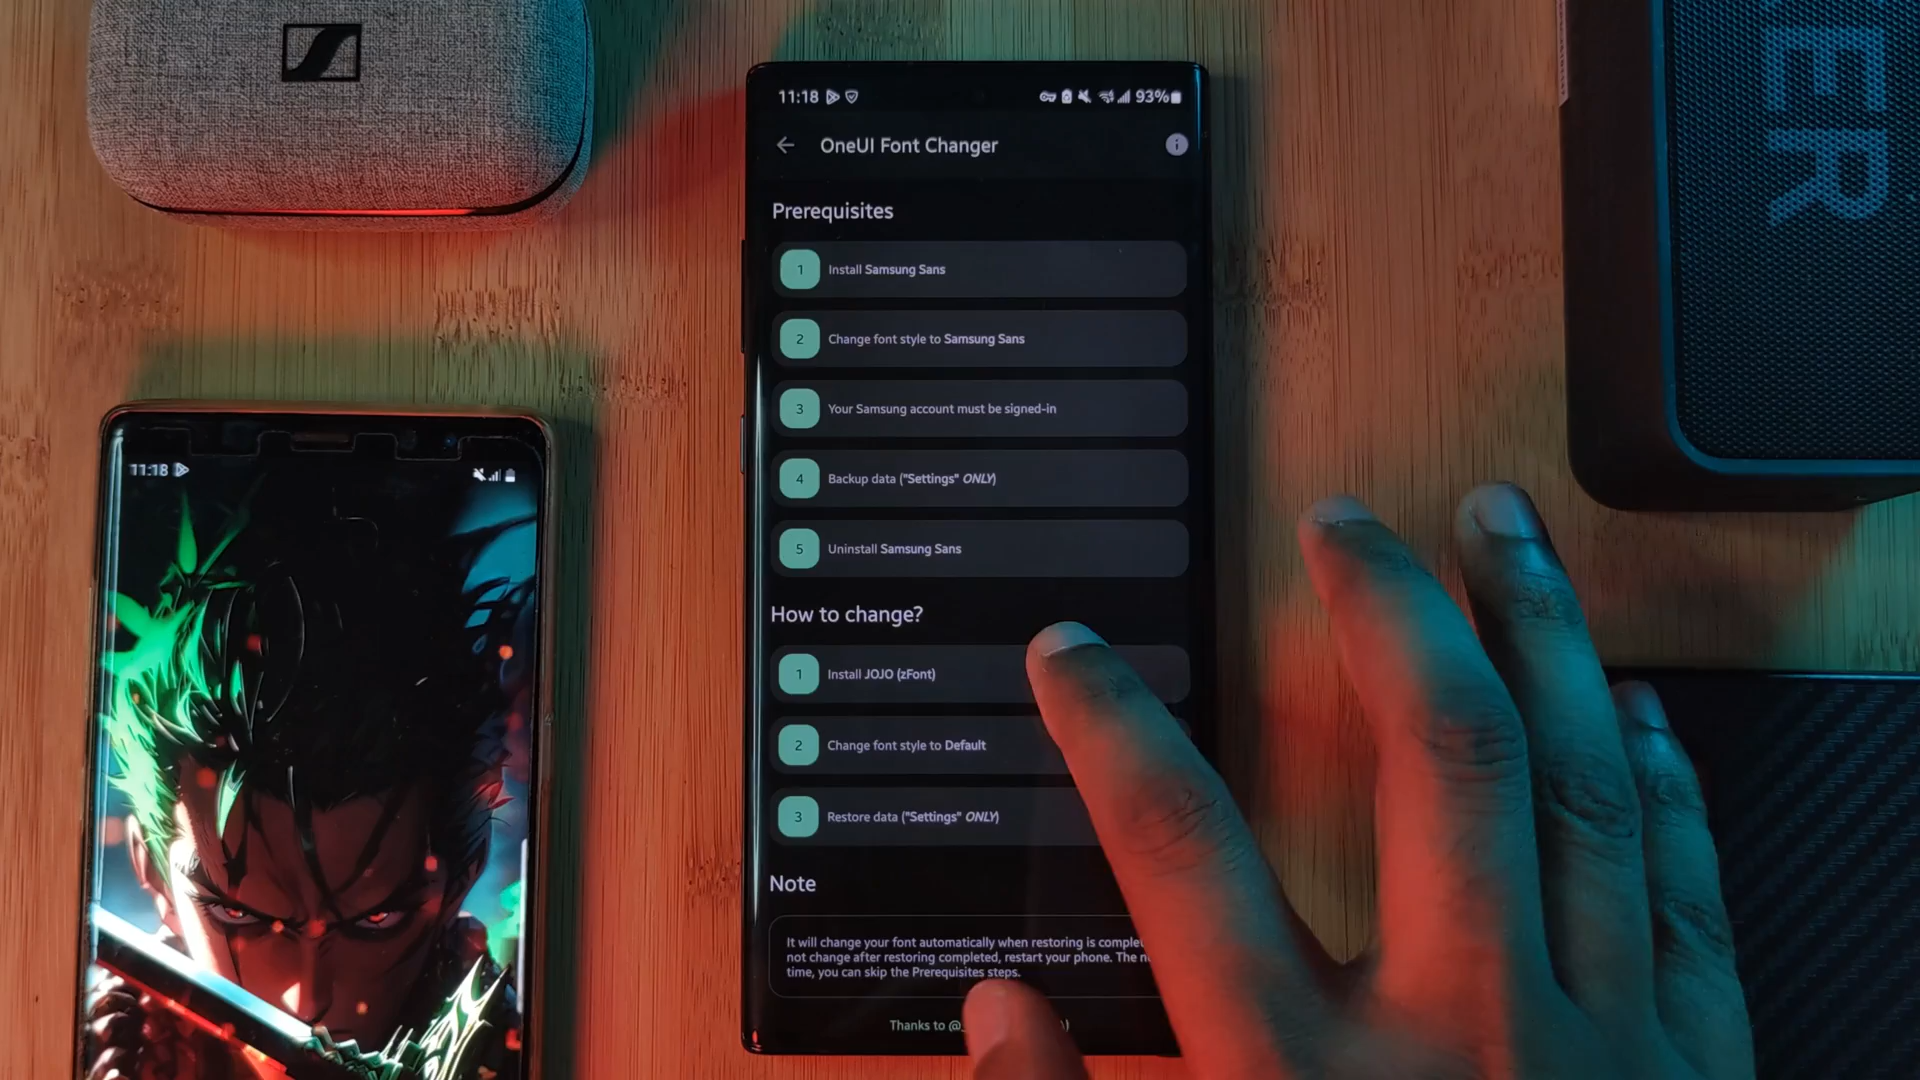 11:18
93%
OneUI Font Changer
Prerequisites
1 Install Samsung Sans
2 Change font style to Samsung Sans
3 Your Samsung account must be signed-in
4 Backup data ("Settings" ONLY)
5 Uninstall Samsung Sans
How to change?
1 Install JOJO (zFont)
2 Change font style to Default
3 Restore data ("Settings" ONLY)
Note
It will change your font automatically when restoring is
not change after restoring completed, restart your phone. The
time, you can skip the Prerequisites steps.
Thanks to @
11:18